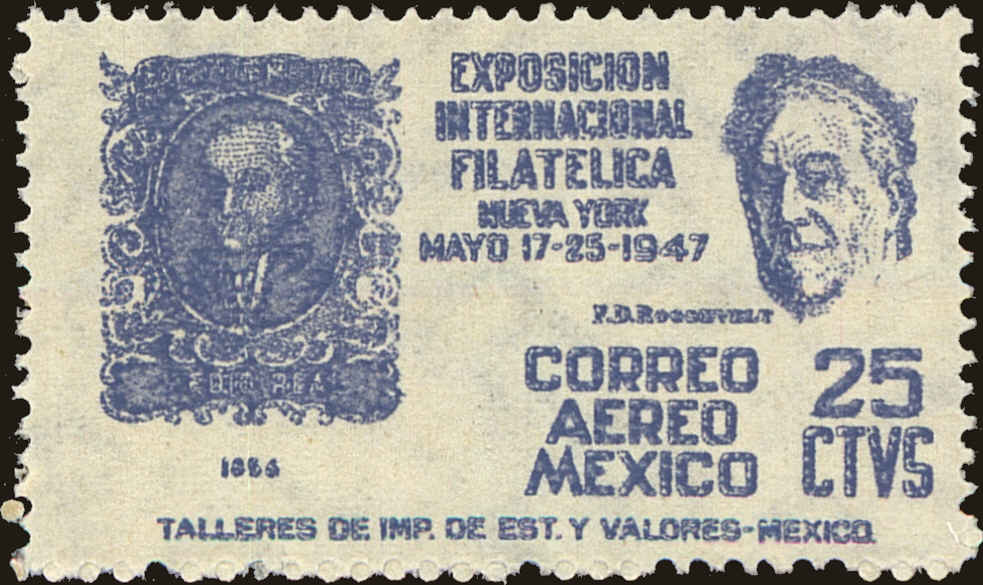 EXPOSICION
INTERNACIONAL
FILATELICA
NUEVA YORK
MAYO 17-25-1947
F.D. ROOSEVELT
1856
CORREO
AEREO
MEXICO
25
CTVS
TALLERES DE IMP. DE EST. Y VALORES-MEXICO.